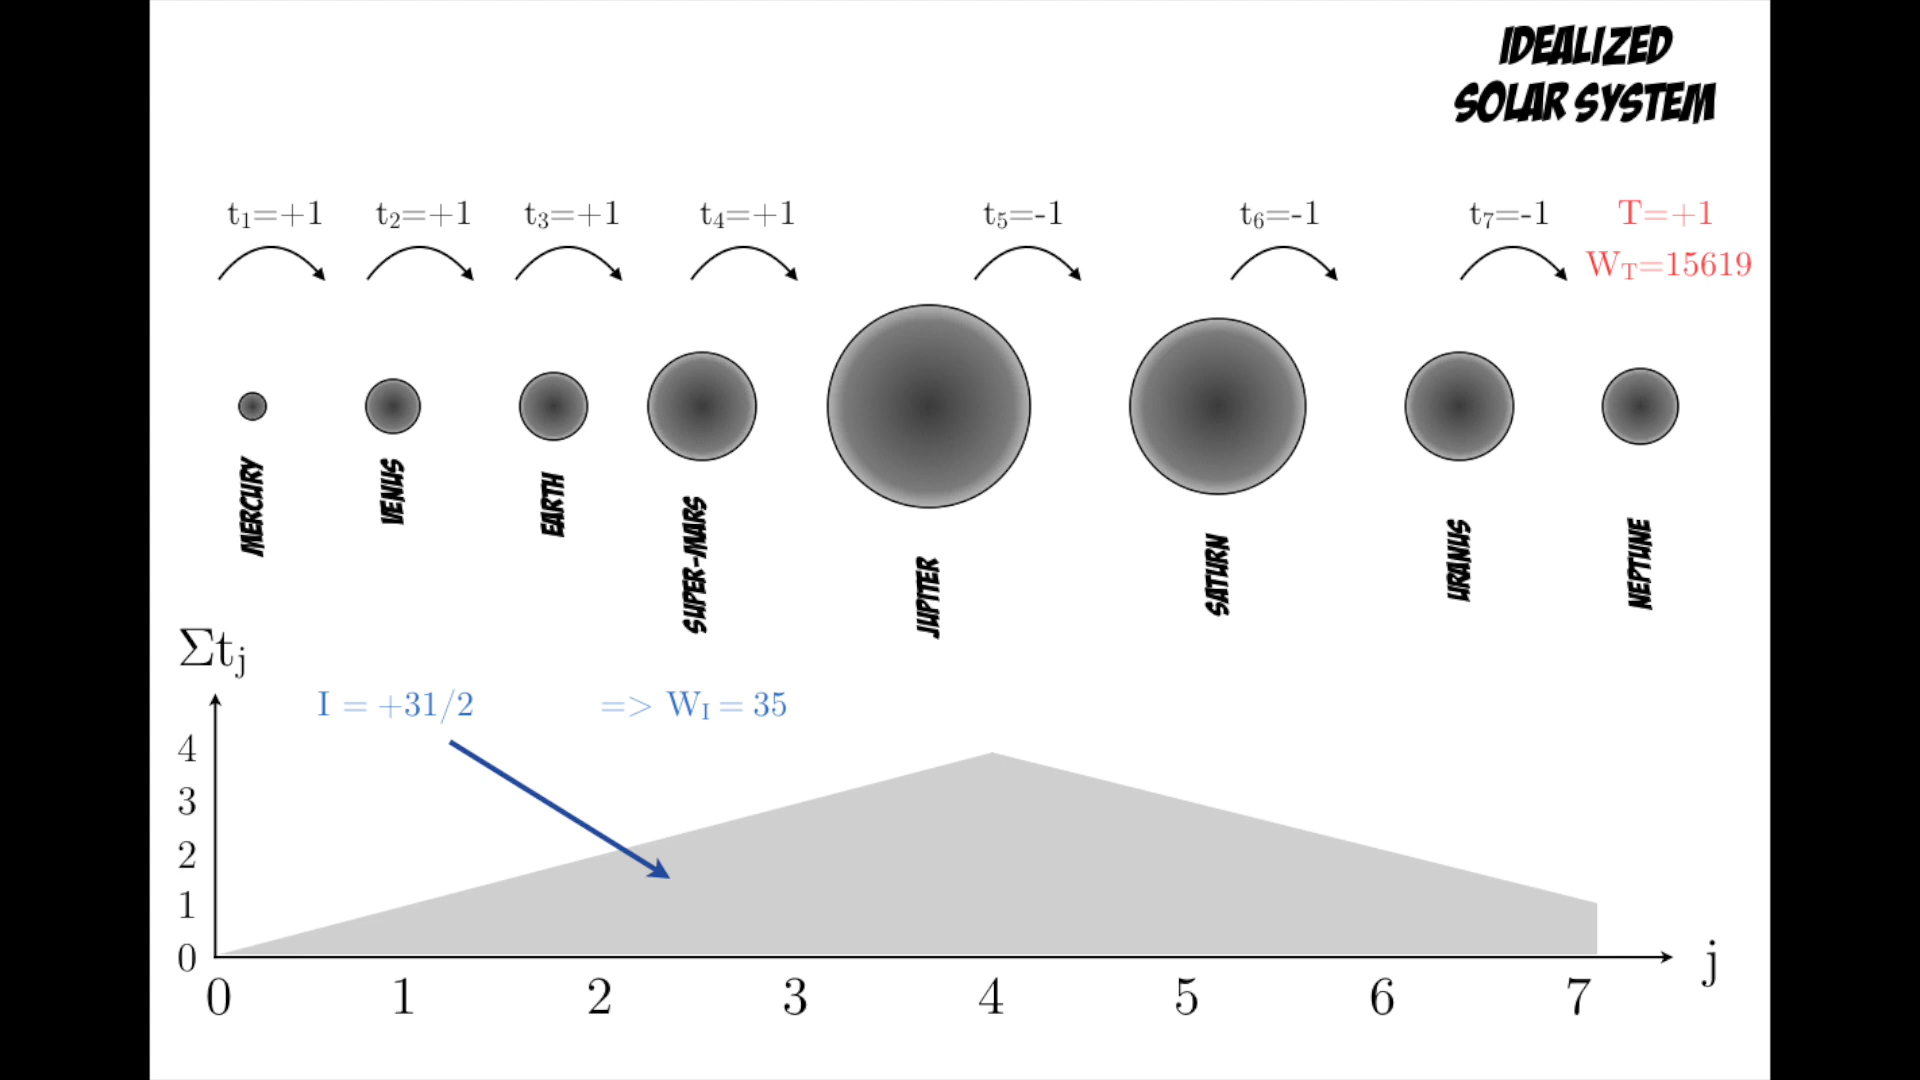 IDEALIZED
SOLAR SYSTEM
t₁=+1 t₂=+1 t₃=+1 t₄=+1 t₅=-1 t₆=-1 t₇=-1 T=+1
W_T=15619
MERCURY
VENUS
EARTH
SUPER-MARS
JUPITER
SATURN
URANUS
NEPTUNE
Σtⱼ
I = +31/2 => W_I = 35
4
3
2
1
0
0 1 2 3 4 5 6 7
j